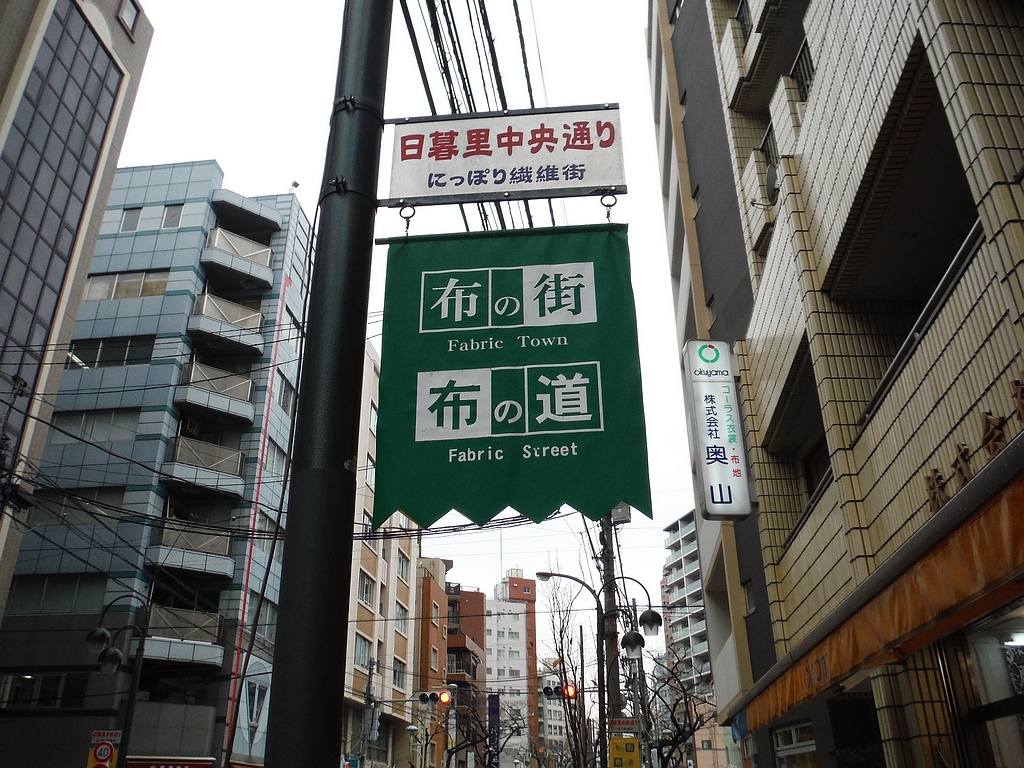 日暮里中央通り
にっぽり繊維街
布の街
Fabric Town
布の道
Fabric Street
okuyama
コーラス衣裳・布地
株式会社 奥山
40